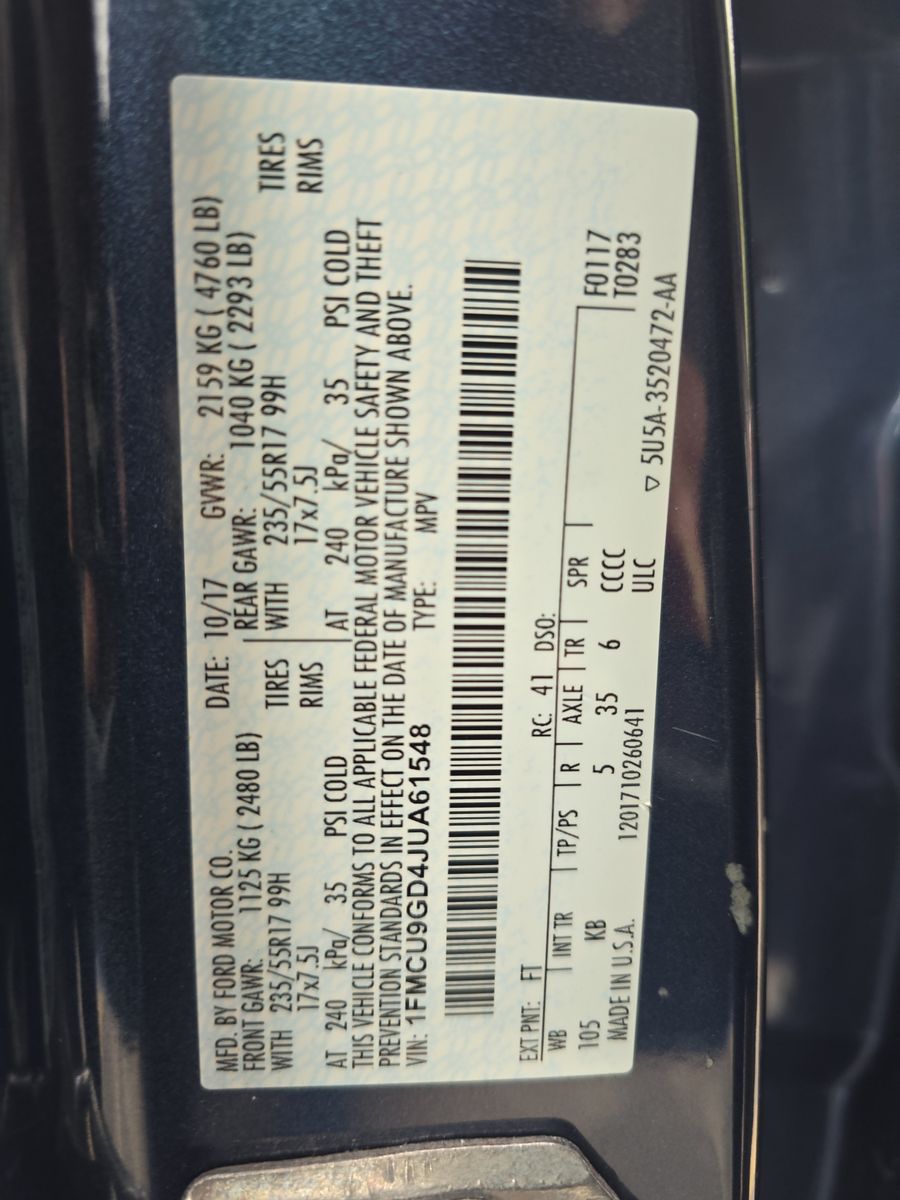 MFD. BY FORD MOTOR CO. DATE: 10/17 GVWR: 2159 KG ( 4760 LB)
FRONT GAWR: 1125 KG ( 2480 LB) REAR GAWR: 1040 KG ( 2293 LB)
WITH 235/55R17 99H TIRES WITH 235/55R17 99H TIRES
17x7.5J RIMS 17x7.5J RIMS
AT 240 kPa/ 35 PSI COLD AT 240 kPa/ 35 PSI COLD
THIS VEHICLE CONFORMS TO ALL APPLICABLE FEDERAL MOTOR VEHICLE SAFETY AND THEFT
PREVENTION STANDARDS IN EFFECT ON THE DATE OF MANUFACTURE SHOWN ABOVE.
VIN: 1FMCU9GD4JUA61548 TYPE: MPV
EXT PNT: FT RC: 41 DSO:
WB INT TR TP/PS R AXLE TR SPR F0117
105 KB 5 35 6 CCCC T0283
ULC
MADE IN U.S.A. 1201710260641 5U5A-3520472-AA